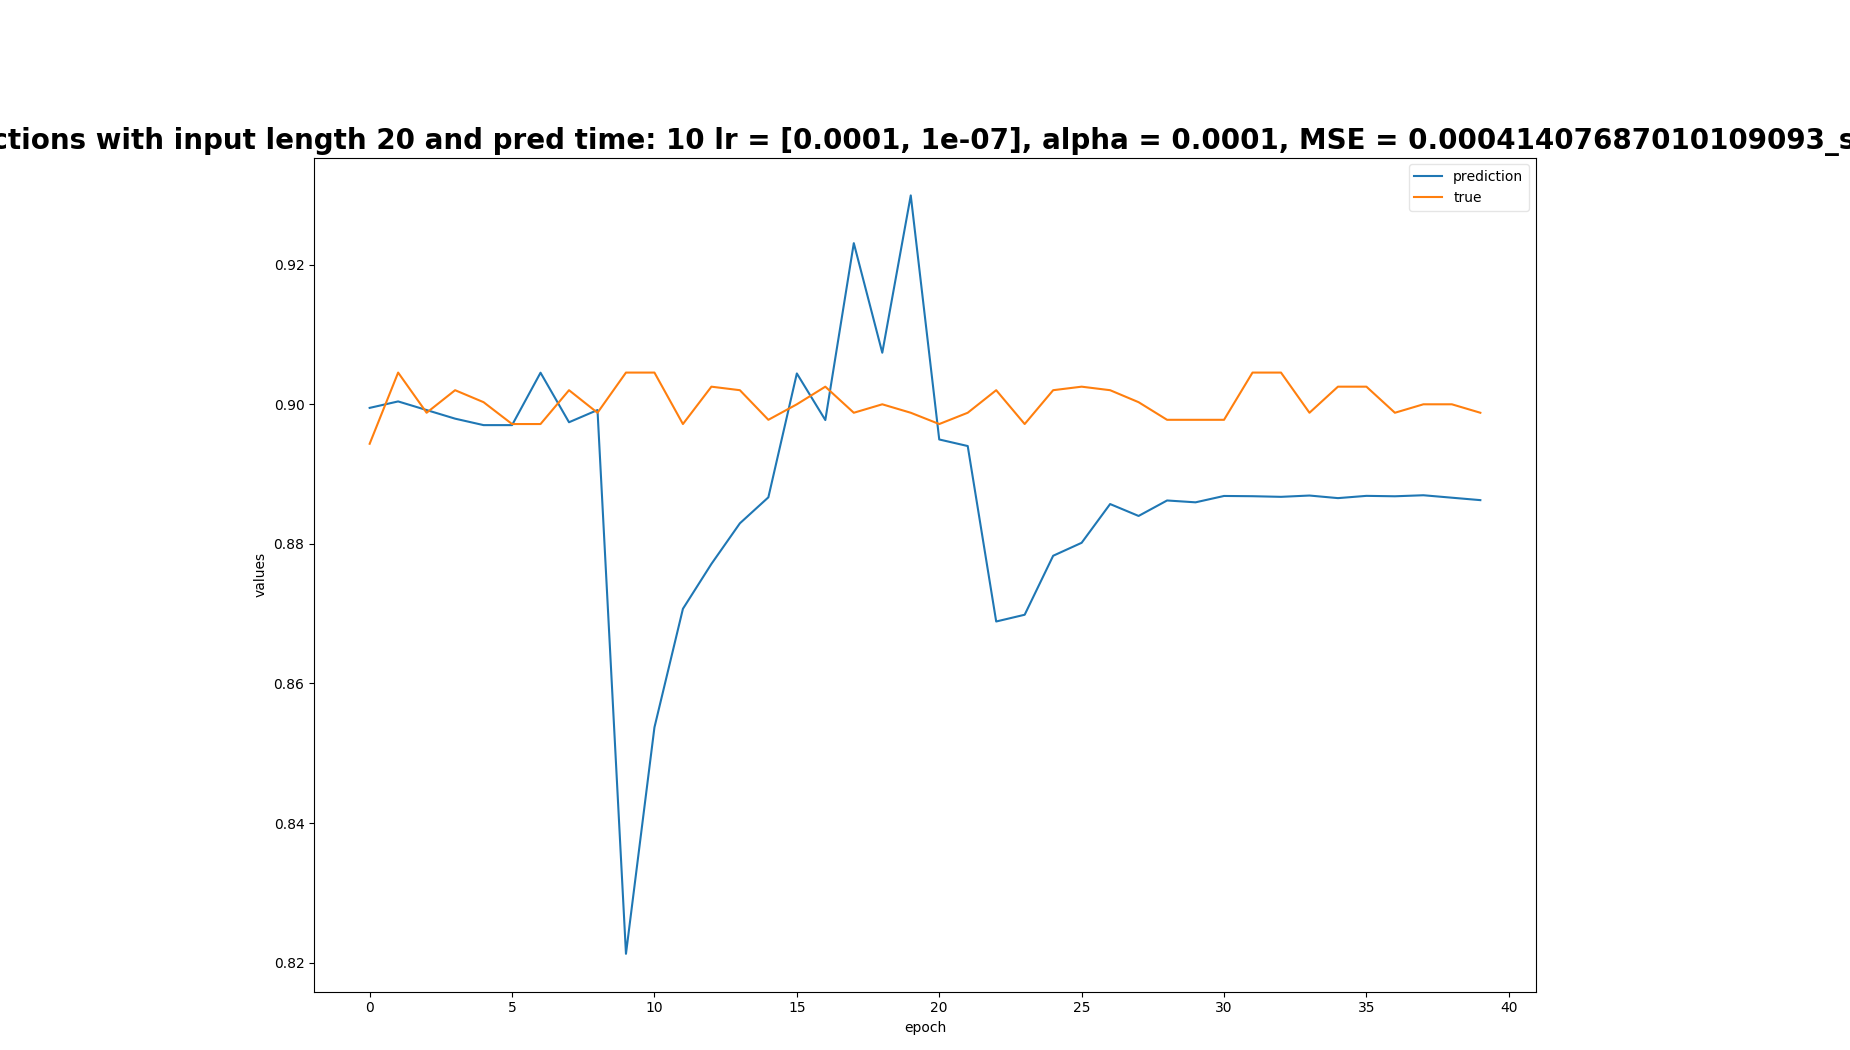 ctions with input length 20 and pred time: 10 lr = [0.0001, 1e-07], alpha = 0.0001, MSE = 0.00041407687010109093_s
prediction
true
0.92
0.90
0.88
0.86
0.84
0.82
values
0 5 10 15 20 25 30 35 40
epoch